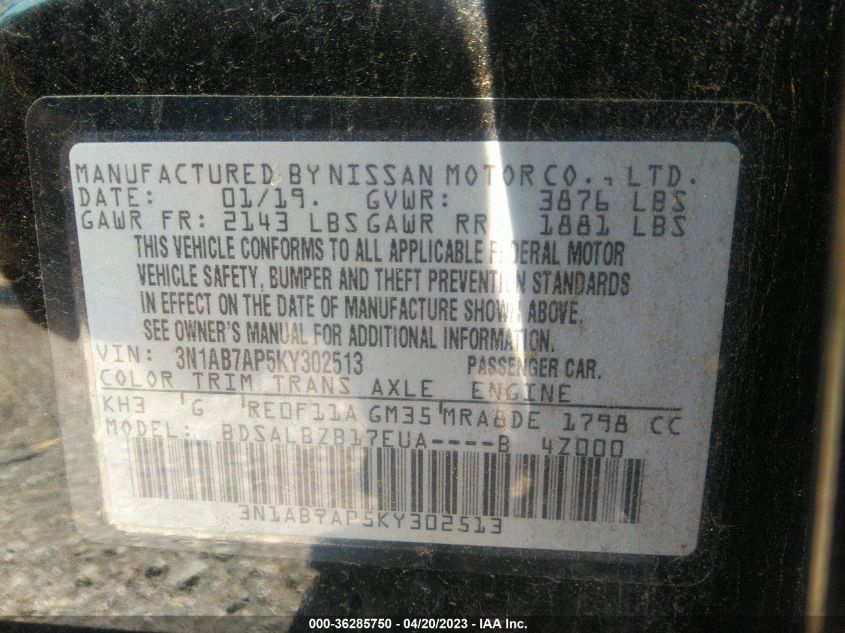 MANUFACTURED BY NISSAN MOTOR CO., LTD.
DATE: 01/19. GVWR: 3876 LBS
GAWR FR: 2143 LBS GAWR RR 1881 LBS
THIS VEHICLE CONFORMS TO ALL APPLICABLE FEDERAL MOTOR
VEHICLE SAFETY, BUMPER AND THEFT PREVENTION STANDARDS
IN EFFECT ON THE DATE OF MANUFACTURE SHOWN ABOVE.
SEE OWNER'S MANUAL FOR ADDITIONAL INFORMATION.
VIN: 3N1AB7AP5KY302513 PASSENGER CAR.
COLOR TRIM TRANS AXLE ENGINE
KH3 G RE0F11A GM35 MRA8DE 1798 CC
MODEL: BDSALBZB17EUA----B 4Z000
3N1AB7AP5KY302513
000-36285750 - 04/20/2023 - IAA Inc.